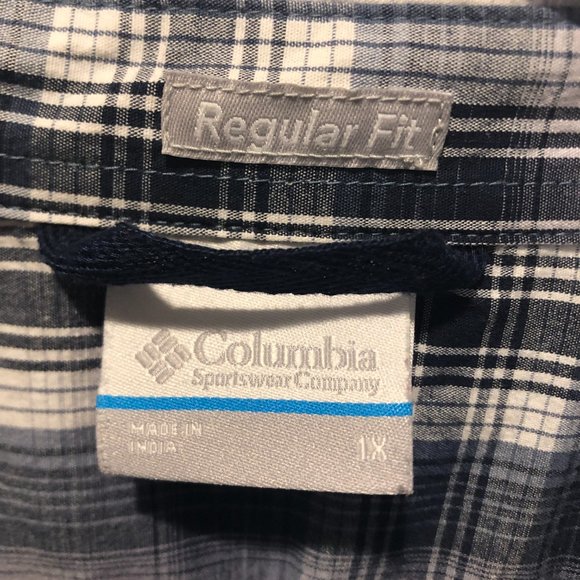 Regular Fit
Columbia
Sportswear Company
MADE IN
INDIA
1X